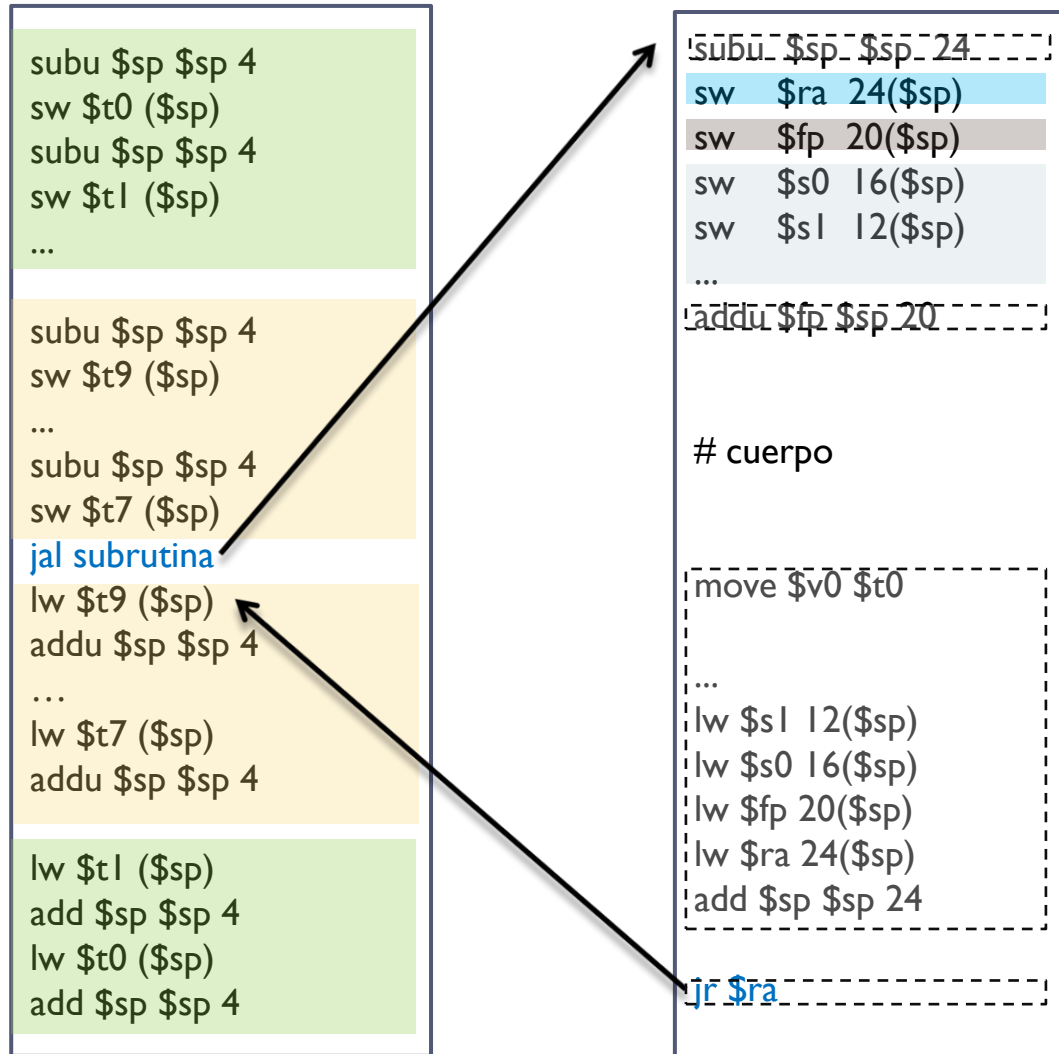 subu $sp $sp 4
sw $t0 ($sp)
subu $sp $sp 4
sw $t1 ($sp)
...
subu $sp $sp 4
sw $t9 ($sp)
...
subu $sp $sp 4
sw $t7 ($sp)
jal subrutina
lw $t9 ($sp)
addu $sp $sp 4
…
lw $t7 ($sp)
addu $sp $sp 4
lw $t1 ($sp)
add $sp $sp 4
lw $t0 ($sp)
add $sp $sp 4
subu $sp $sp 24
sw $ra 24($sp)
sw $fp 20($sp)
sw $s0 16($sp)
sw $s1 12($sp)
...
addu $fp $sp 20
# cuerpo
move $v0 $t0
...
lw $s1 12($sp)
lw $s0 16($sp)
lw $fp 20($sp)
lw $ra 24($sp)
add $sp $sp 24
jr $ra